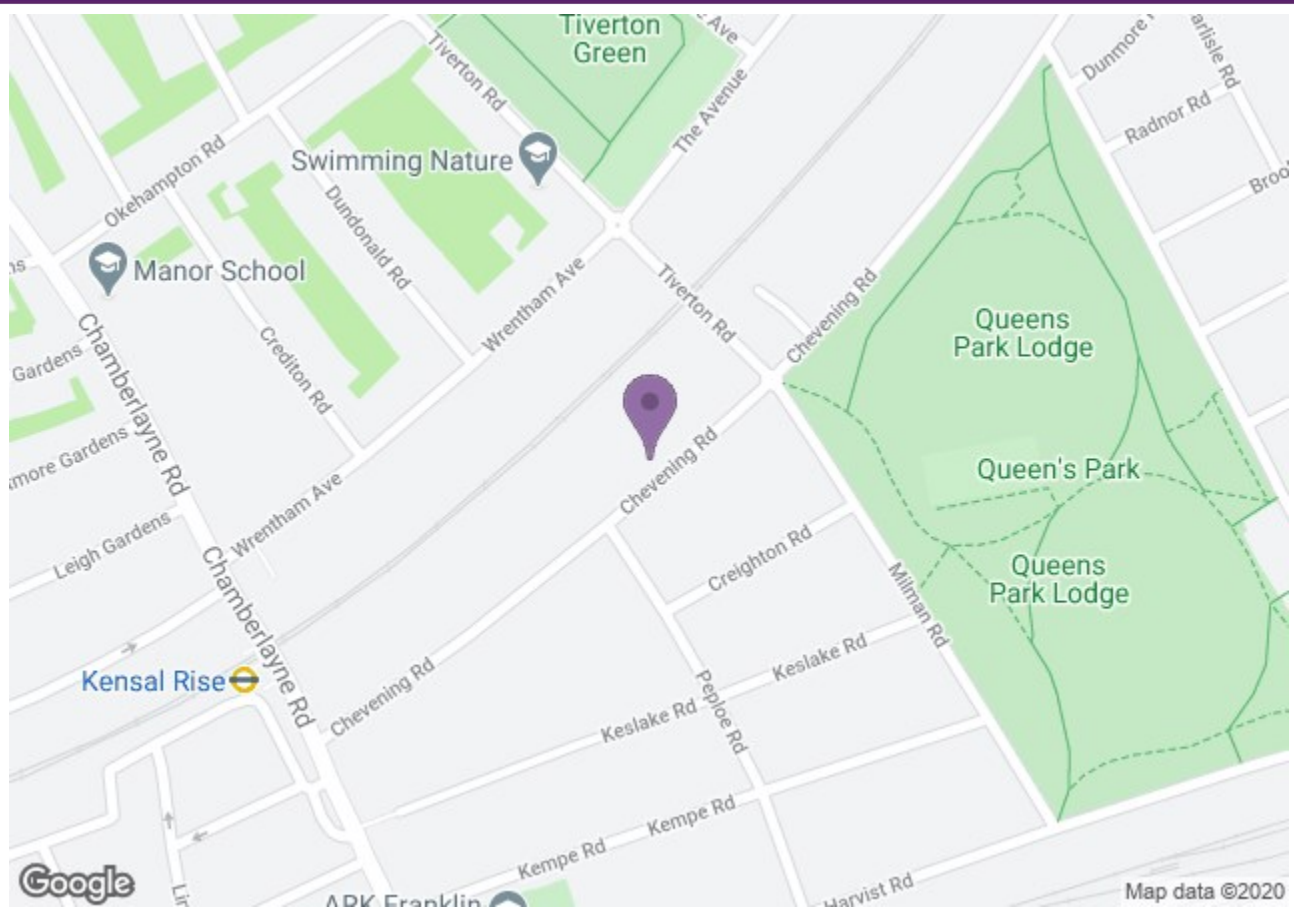 Tiverton
Green
Tiverton Rd
The Avenue
Ave
Dunmore
Carlisle Rd
Radnor Rd
Swimming Nature
Okehampton Rd
Dundonald Rd
Manor School
Wrentham Ave
Tiverton Rd
Chevening Rd
Queens
Park Lodge
Gardens
Crediton Rd
Chamberlayne Rd
Gardens
Chevening Rd
Queen's Park
Wrentham Ave
Leigh Gardens
Creighton Rd
Queens
Park Lodge
Milman Rd
Chamberlayne Rd
Keslake Rd
Kensal Rise
Chevening Rd
Peploe Rd
Keslake Rd
Kempe Rd
Kempe Rd
Harvist Rd
Google
ARK Franklin
Map data ©2020